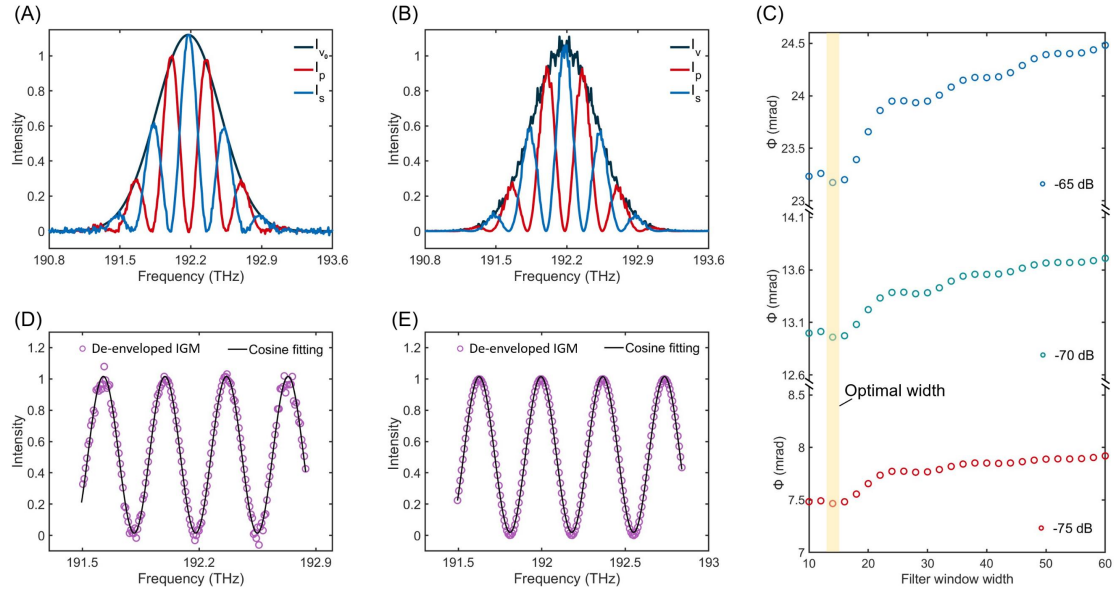 (A)
1
0.8
0.6
0.4
0.2
0
Intensity
I_v₀
I_p
I_s
190.8 191.5 192.2 192.9 193.6
Frequency (THz)
(B)
1
0.8
0.6
0.4
0.2
0
Intensity
I_v
I_p
I_s
190.8 191.5 192.2 192.9 193.6
Frequency (THz)
(C)
24.5
24
23.5
23
Φ (mrad)
-65 dB
14.1
13.6
13.1
12.6
Φ (mrad)
-70 dB
Optimal width
8.5
8
7.5
7
Φ (mrad)
-75 dB
10 20 30 40 50 60
Filter window width
(D)
De-enveloped IGM Cosine fitting
1.2
1
0.8
0.6
0.4
0.2
0
Intensity
191.5 192.2 192.9
Frequency (THz)
(E)
De-enveloped IGM Cosine fitting
1.2
1
0.8
0.6
0.4
0.2
0
Intensity
191.5 192 192.5 193
Frequency (THz)